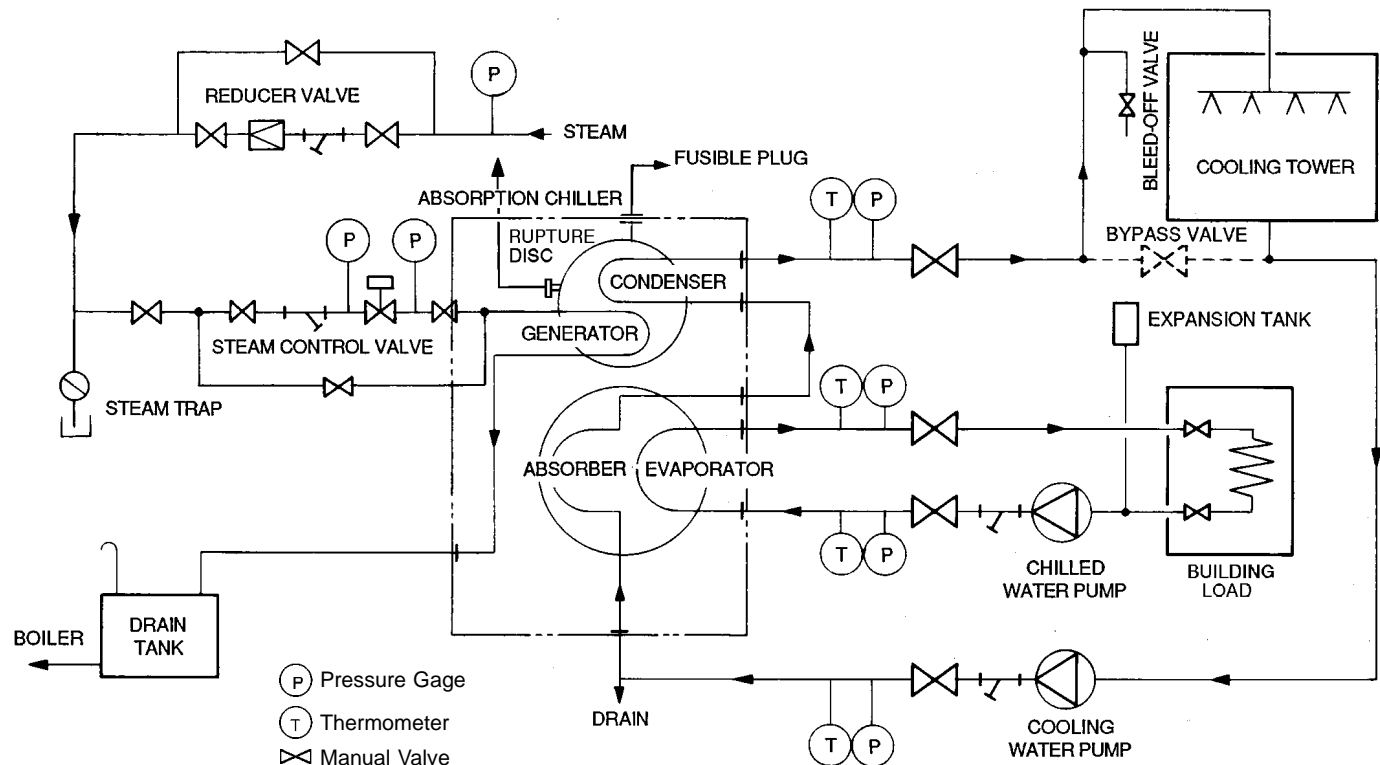 REDUCER VALVE
P
STEAM
FUSIBLE PLUG
ABSORPTION CHILLER
RUPTURE
DISC
BLEED-OFF VALVE
COOLING TOWER
T P
BYPASS VALVE
P P
CONDENSER
GENERATOR
STEAM CONTROL VALVE
EXPANSION TANK
STEAM TRAP
T P
ABSORBER
EVAPORATOR
T P
CHILLED
WATER PUMP
BUILDING
LOAD
DRAIN
TANK
BOILER
DRAIN
T P
COOLING
WATER PUMP
P Pressure Gage
T Thermometer
Manual Valve